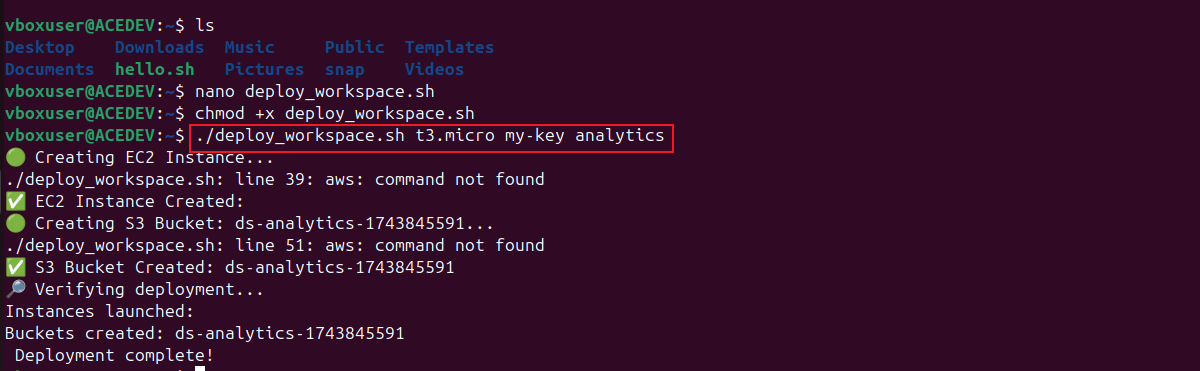 vboxuser@ACEDEV:~$ ls
Desktop Downloads Music Public Templates
Documents hello.sh Pictures snap Videos
vboxuser@ACEDEV:~$ nano deploy_workspace.sh
vboxuser@ACEDEV:~$ chmod +x deploy_workspace.sh
vboxuser@ACEDEV:~$ ./deploy_workspace.sh t3.micro my-key analytics
🟢 Creating EC2 Instance...
./deploy_workspace.sh: line 39: aws: command not found
✅ EC2 Instance Created:
🟢 Creating S3 Bucket: ds-analytics-1743845591...
./deploy_workspace.sh: line 51: aws: command not found
✅ S3 Bucket Created: ds-analytics-1743845591
🔎 Verifying deployment...
Instances launched:
Buckets created: ds-analytics-1743845591
Deployment complete!